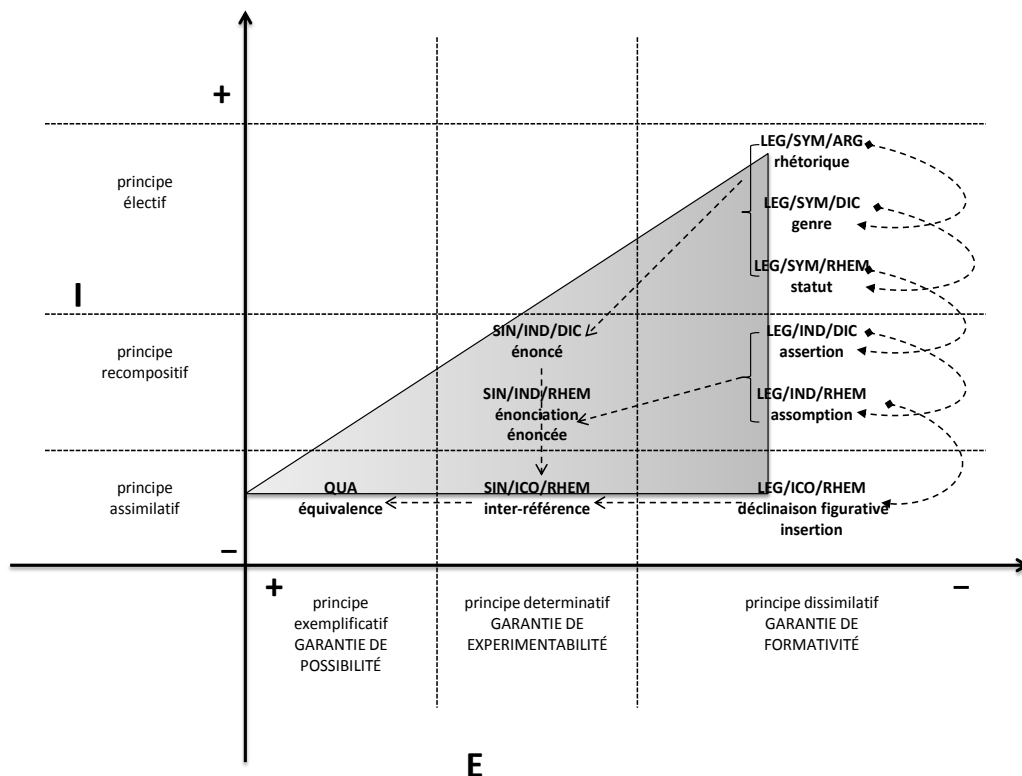 +
LEG/SYM/ARG
rhétorique
principe
électif
LEG/SYM/DIC
genre
LEG/SYM/RHEM
statut
I
SIN/IND/DIC
énoncé
LEG/IND/DIC
assertion
principe
recompositif
SIN/IND/RHEM
énonciation
énoncée
LEG/IND/RHEM
assomption
principe
assimilatif
QUA
équivalence
SIN/ICO/RHEM
inter-référence
LEG/ICO/RHEM
déclinaison figurative
insertion
–
+
–
principe
exemplificatif
GARANTIE DE
POSSIBILITÉ
principe determinatif
GARANTIE DE
EXPERIMENTABILITÉ
principe dissimilatif
GARANTIE DE
FORMATIVITÉ
E